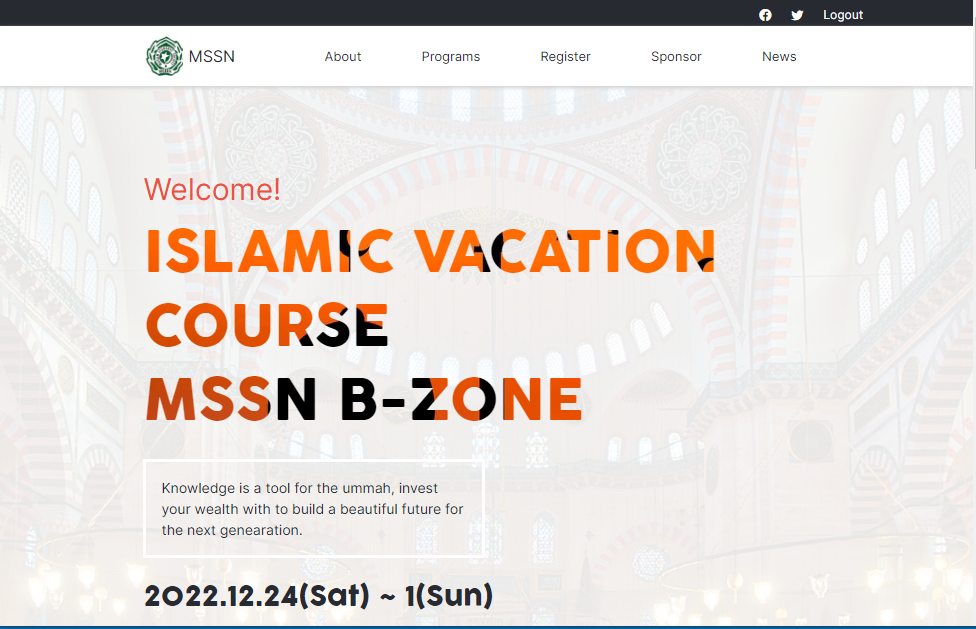 Logout
MSSN
About
Programs
Register
Sponsor
News
Welcome!
ISLAMIC VACATION
COURSE
MSSN B-ZONE
Knowledge is a tool for the ummah, invest
your wealth with to build a beautiful future for
the next genearation.
2022.12.24(Sat) ~ 1(Sun)